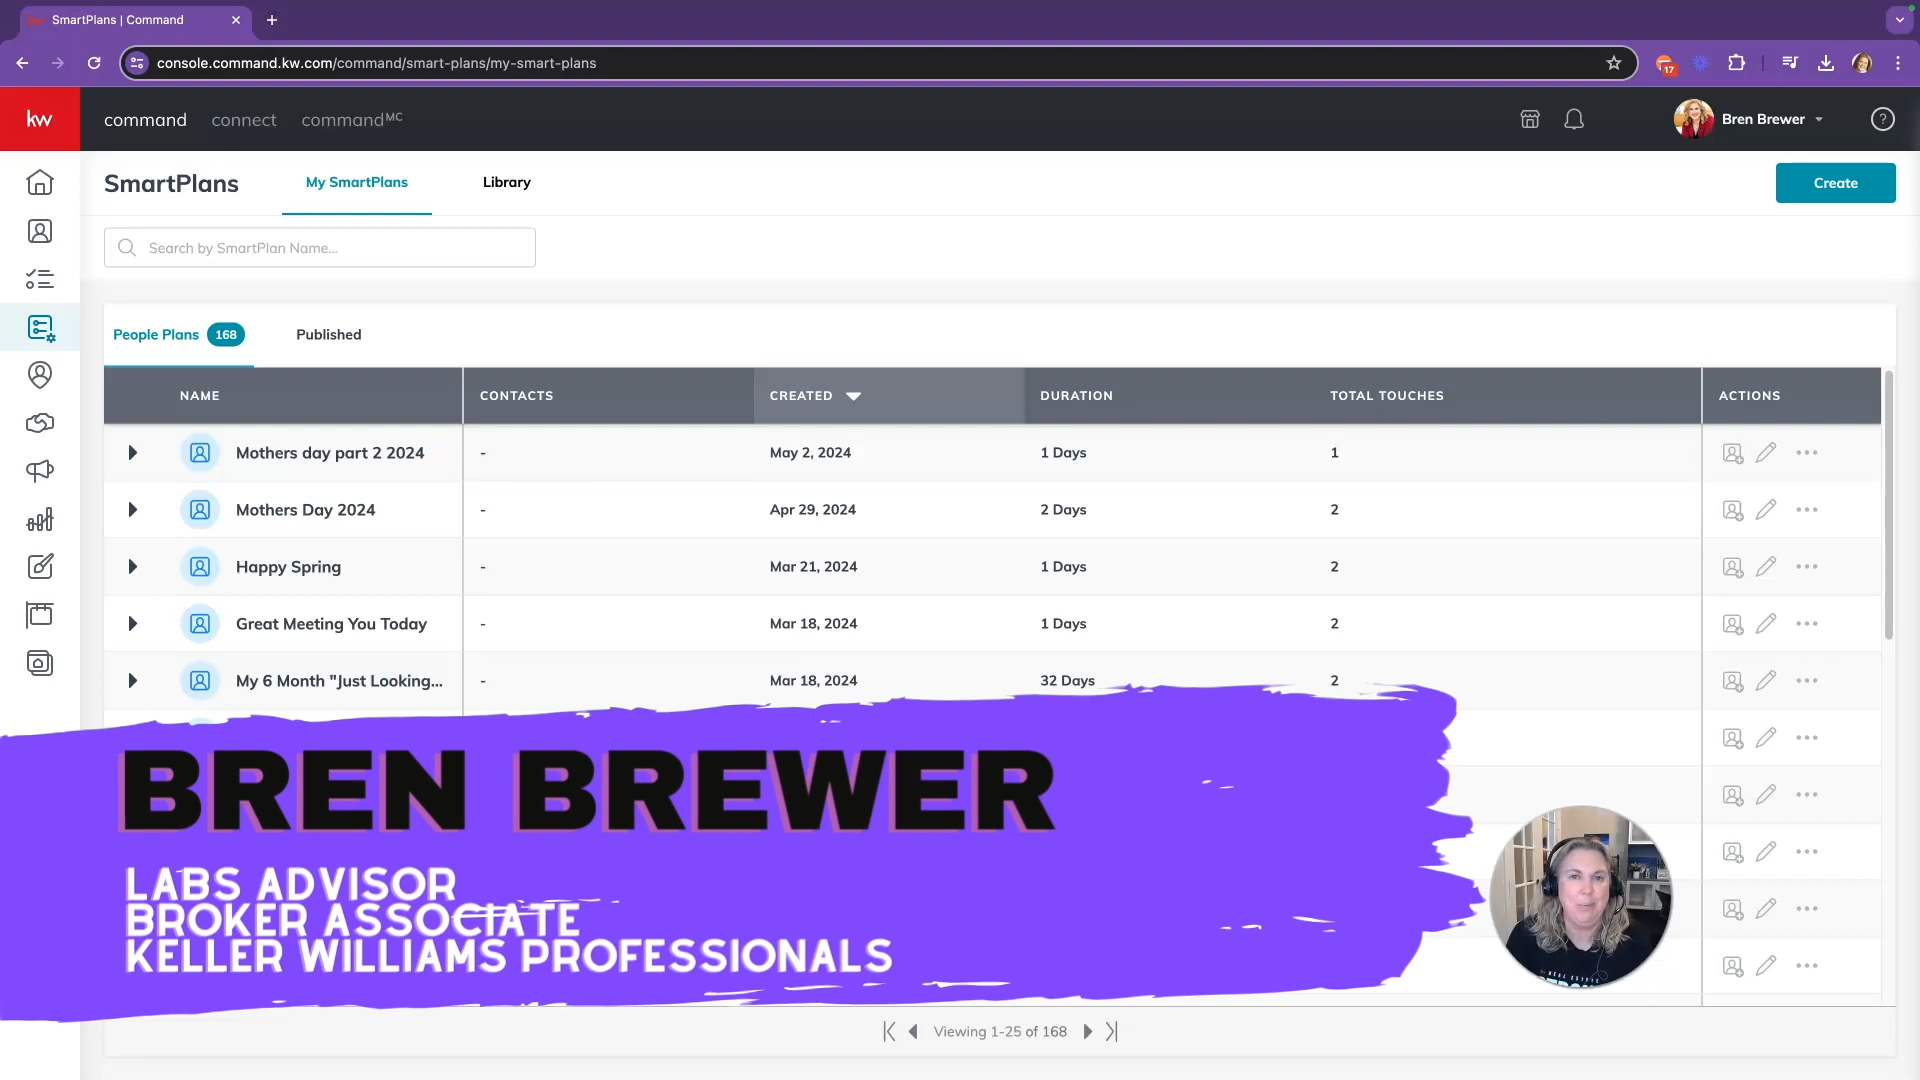 SmartPlans | Command
console.command.kw.com/command/smart-plans/my-smart-plans
17
kw
command
connect
commandMC
Bren Brewer
?
SmartPlans
My SmartPlans
Library
Create
Search by SmartPlan Name...
People Plans 168
Published
NAME CONTACTS CREATED DURATION TOTAL TOUCHES ACTIONS
Mothers day part 2 2024 - May 2, 2024 1 Days 1
Mothers Day 2024 - Apr 29, 2024 2 Days 2
Happy Spring - Mar 21, 2024 1 Days 2
Great Meeting You Today - Mar 18, 2024 1 Days 2
My 6 Month "Just Looking... - Mar 18, 2024 32 Days 2
BREN BREWER
LABS ADVISOR
BROKER ASSOCIATE
KELLER WILLIAMS PROFESSIONALS
Viewing 1-25 of 168